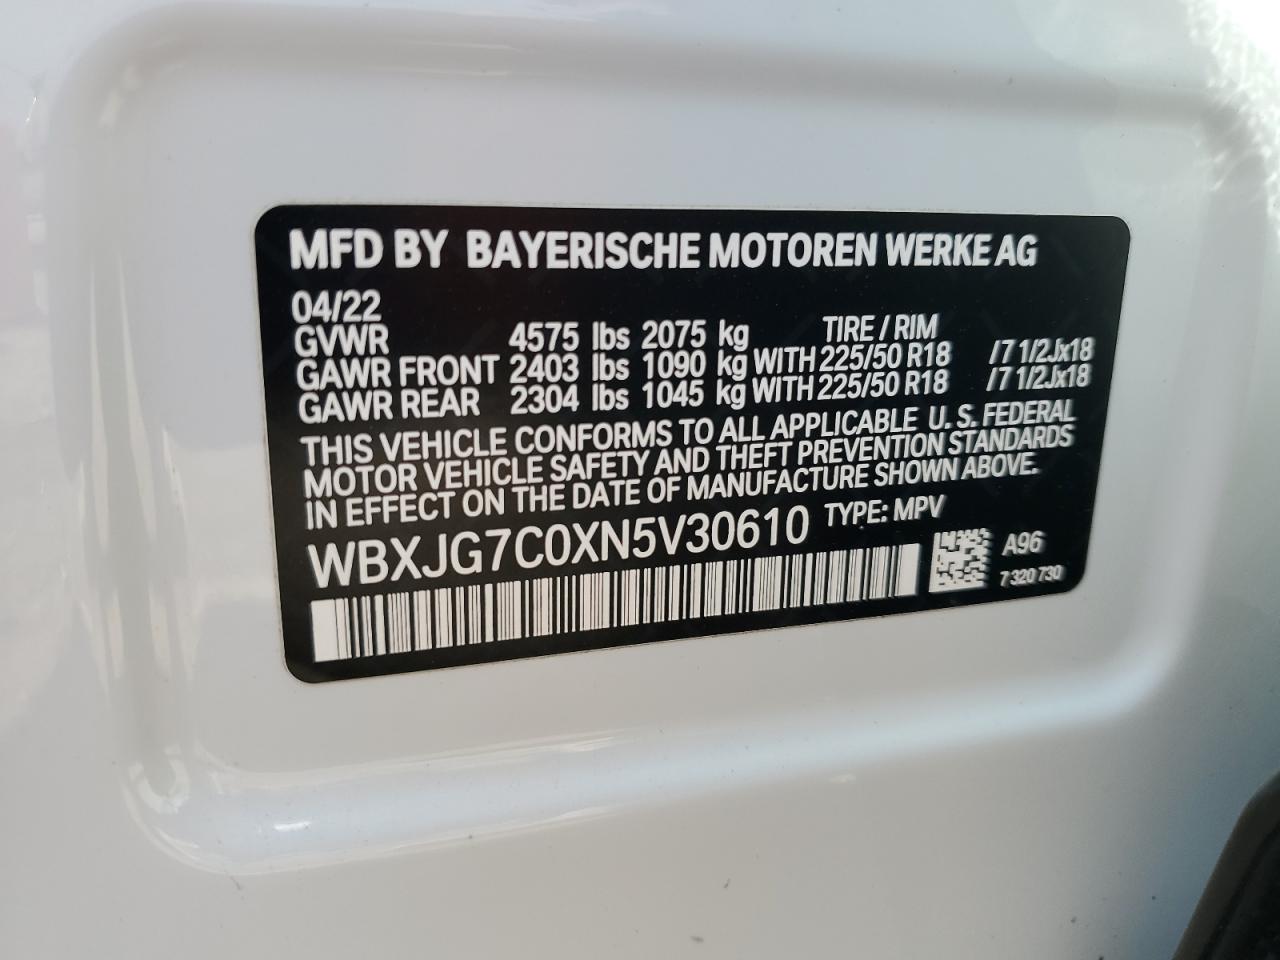 MFD BY BAYERISCHE MOTOREN WERKE AG
04/22 TIRE / RIM
GVWR 4575 lbs 2075 kg
GAWR FRONT 2403 lbs 1090 kg WITH 225/50 R18 /7 1/2Jx18
GAWR REAR 2304 lbs 1045 kg WITH 225/50 R18 /7 1/2Jx18
THIS VEHICLE CONFORMS TO ALL APPLICABLE U.S. FEDERAL
MOTOR VEHICLE SAFETY AND THEFT PREVENTION STANDARDS
IN EFFECT ON THE DATE OF MANUFACTURE SHOWN ABOVE.
WBXJG7C0XN5V30610 TYPE: MPV
A96
7 320 730